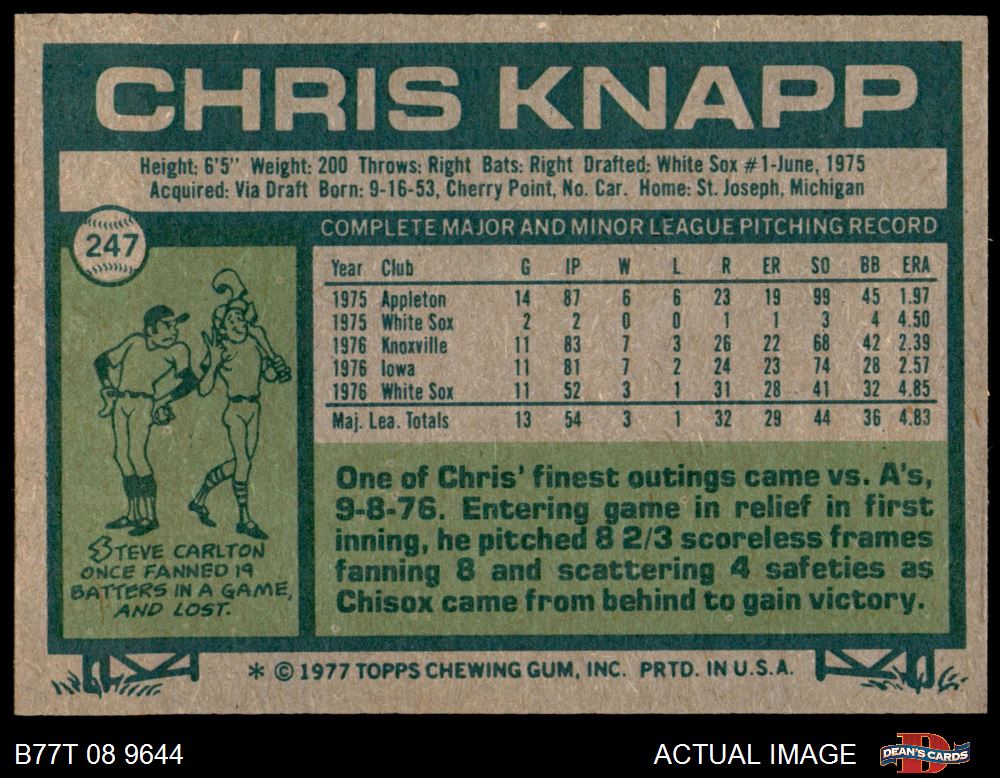 CHRIS KNAPP
Height: 6'5" Weight: 200 Throws: Right Bats: Right Drafted: White Sox #1-June, 1975
Acquired: Via Draft Born: 9-16-53, Cherry Point, No. Car. Home: St. Joseph, Michigan
247
COMPLETE MAJOR AND MINOR LEAGUE PITCHING RECORD
Year Club G IP W L R ER SO BB ERA
1975 Appleton 14 87 6 6 23 19 99 45 1.97
1975 White Sox 2 2 0 0 1 1 3 4 4.50
1976 Knoxville 11 83 7 3 26 22 68 42 2.39
1976 Iowa 11 81 7 2 24 23 74 28 2.57
1976 White Sox 11 52 3 1 31 28 41 32 4.85
Maj. Lea. Totals 13 54 3 1 32 29 44 36 4.83
STEVE CARLTON
ONCE FANNED 19
BATTERS IN A GAME,
AND LOST.
One of Chris' finest outings came vs. A's,
9-8-76. Entering game in relief in first
inning, he pitched 8 2/3 scoreless frames
fanning 8 and scattering 4 safeties as
Chisox came from behind to gain victory.
* © 1977 TOPPS CHEWING GUM, INC. PRTD. IN U.S.A.
B77T 08 9644
ACTUAL IMAGE
D
DEAN'S CARDS